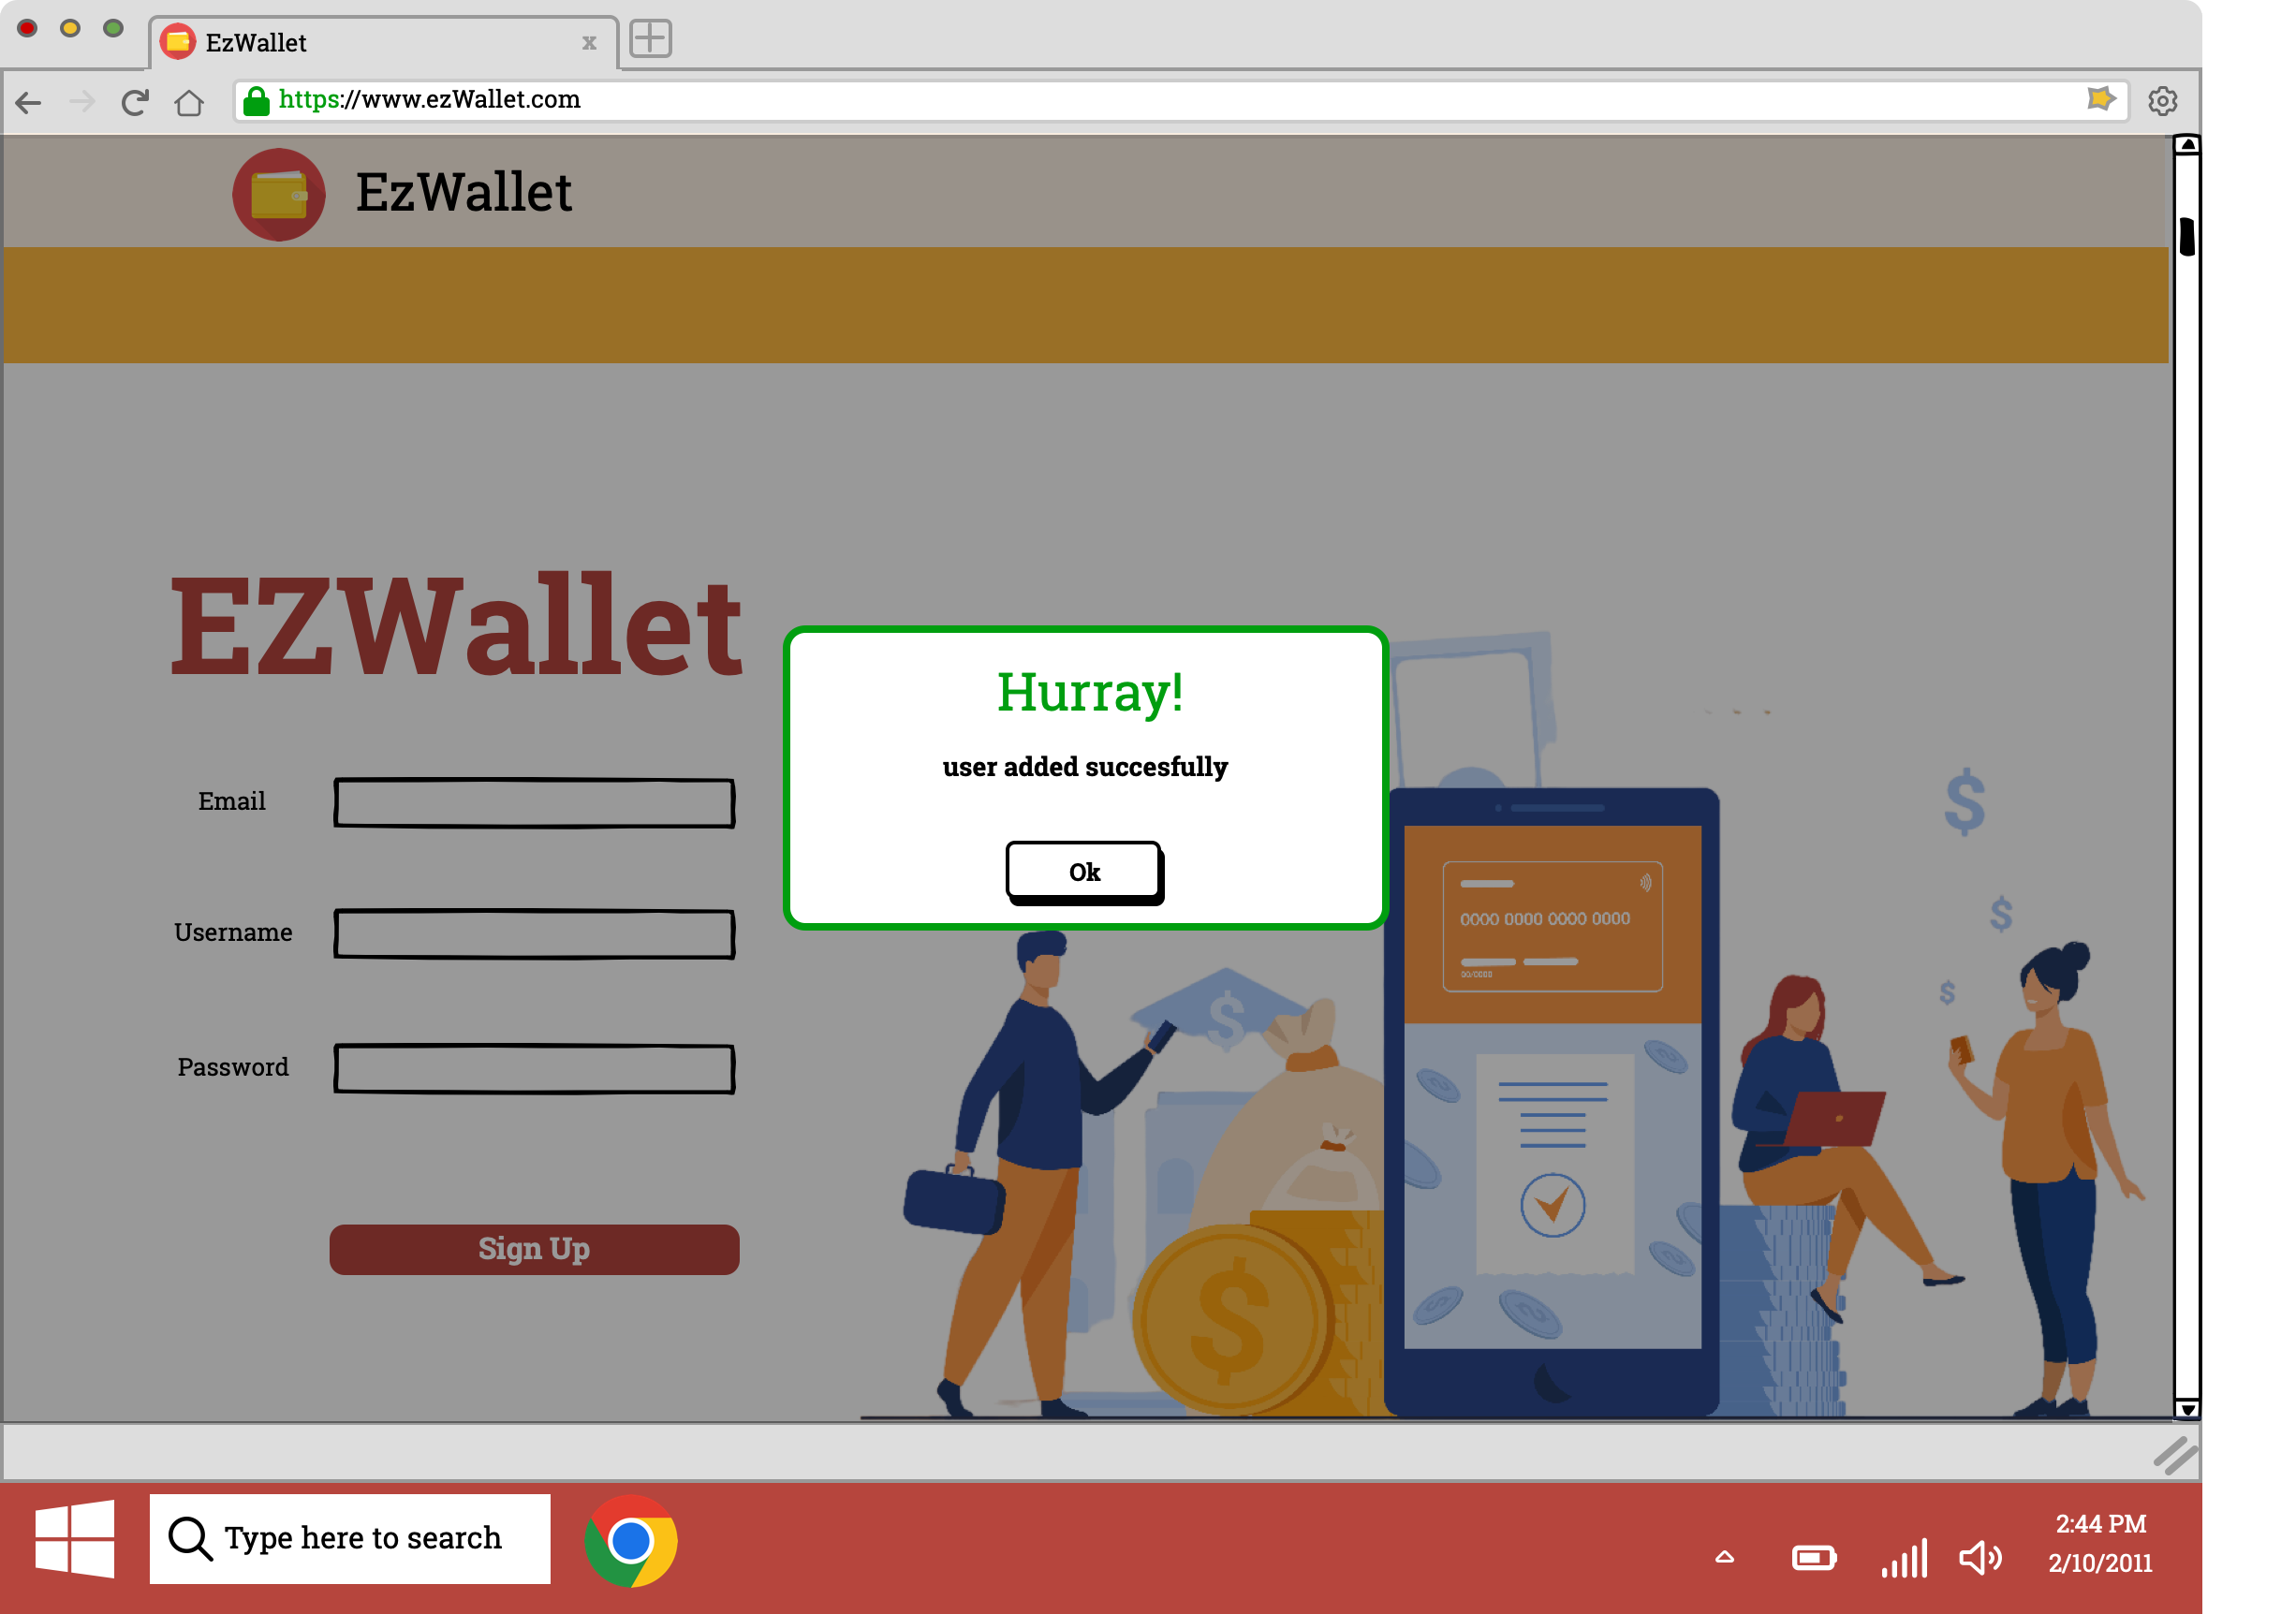 EzWallet
x
https://www.ezWallet.com
EzWallet
EZWallet
Hurray!
user added succesfully
Ok
Email
Username
Password
Sign Up
$
$
$
$
$
0000 0000 0000 0000
Type here to search
2:44 PM
2/10/2011